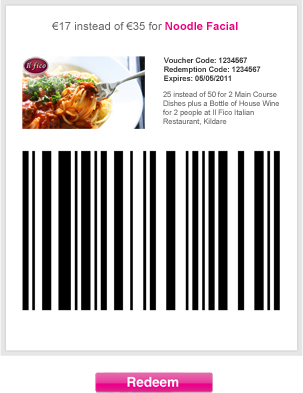 €17 instead of €35 for Noodle Facial
Il fico
Voucher Code: 1234567
Redemption Code: 1234567
Expires: 05/05/2011
25 instead of 50 for 2 Main Course
Dishes plus a Bottle of House Wine
for 2 people at Il Fico Italian
Restaurant, Kildare
Redeem